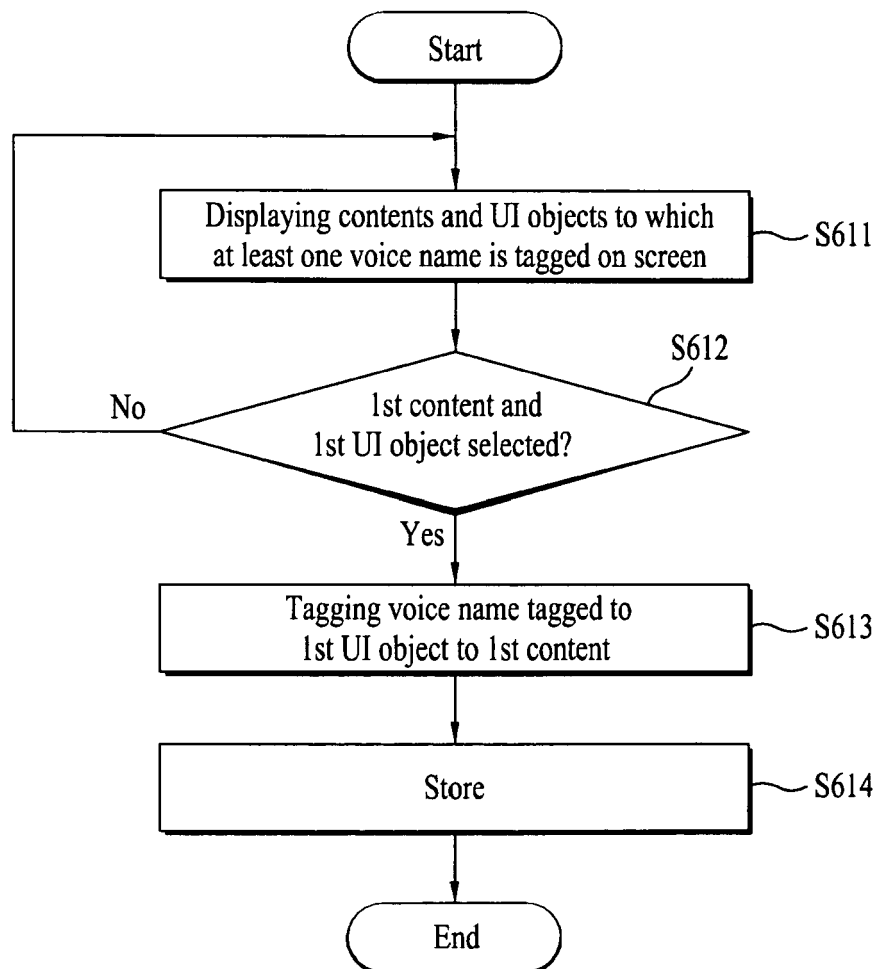 Start
Displaying contents and UI objects to which
at least one voice name is tagged on screen
S611
S612
1st content and
1st UI object selected?
No
Yes
Tagging voice name tagged to
1st UI object to 1st content
S613
Store
S614
End